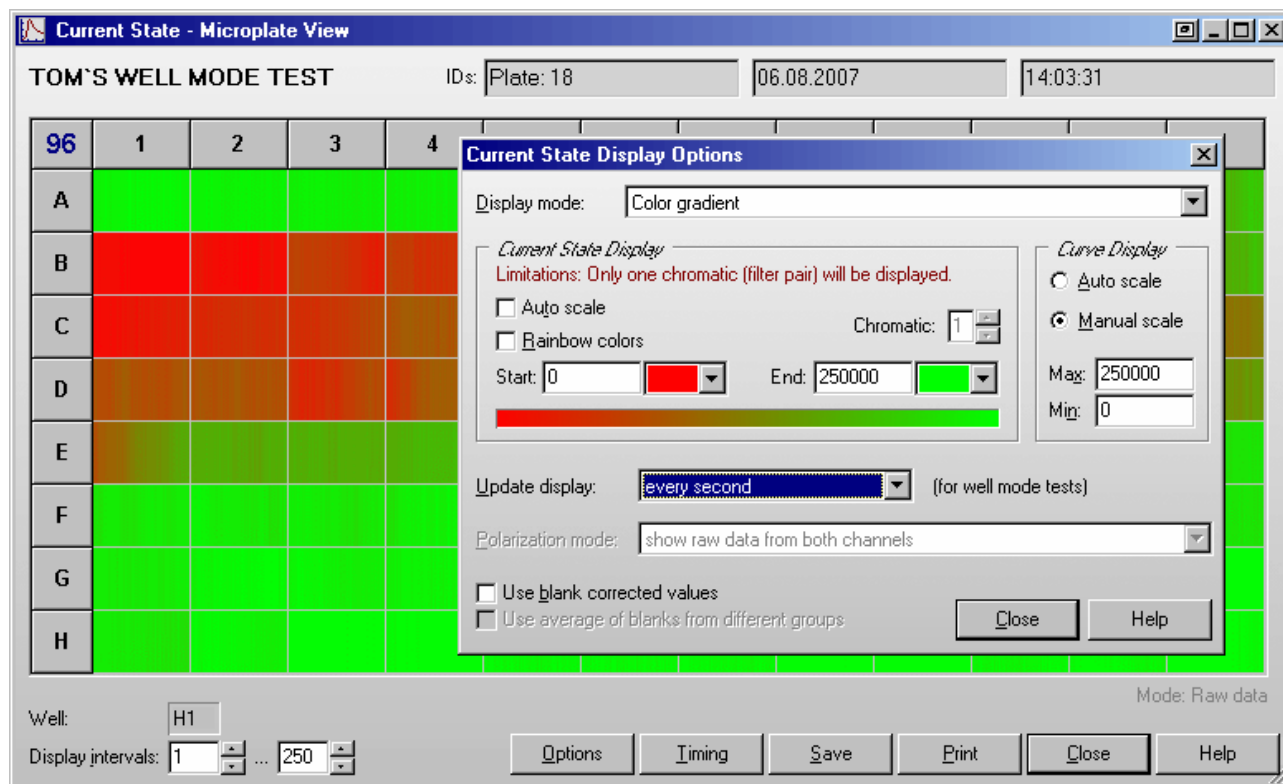 Current State - Microplate View
TOM`S WELL MODE TEST IDs: Plate: 18 06.08.2007 14:03:31
96 1 2 3 4
Current State Display Options
A
Display mode: Color gradient
B
Current State Display Curve Display
Limitations: Only one chromatic (filter pair) will be displayed.
Auto scale
Auto scale
C
Chromatic: 1
Manual scale
Rainbow colors
Start: 0 End: 250000
Max: 250000
D
Min: 0
E
Update display: every second (for well mode tests)
F
Polarization mode: show raw data from both channels
G
Use blank corrected values
Use average of blanks from different groups
Close Help
H
Mode: Raw data
Well: H1
Display intervals: 1 ... 250
Options Timing Save Print Close Help